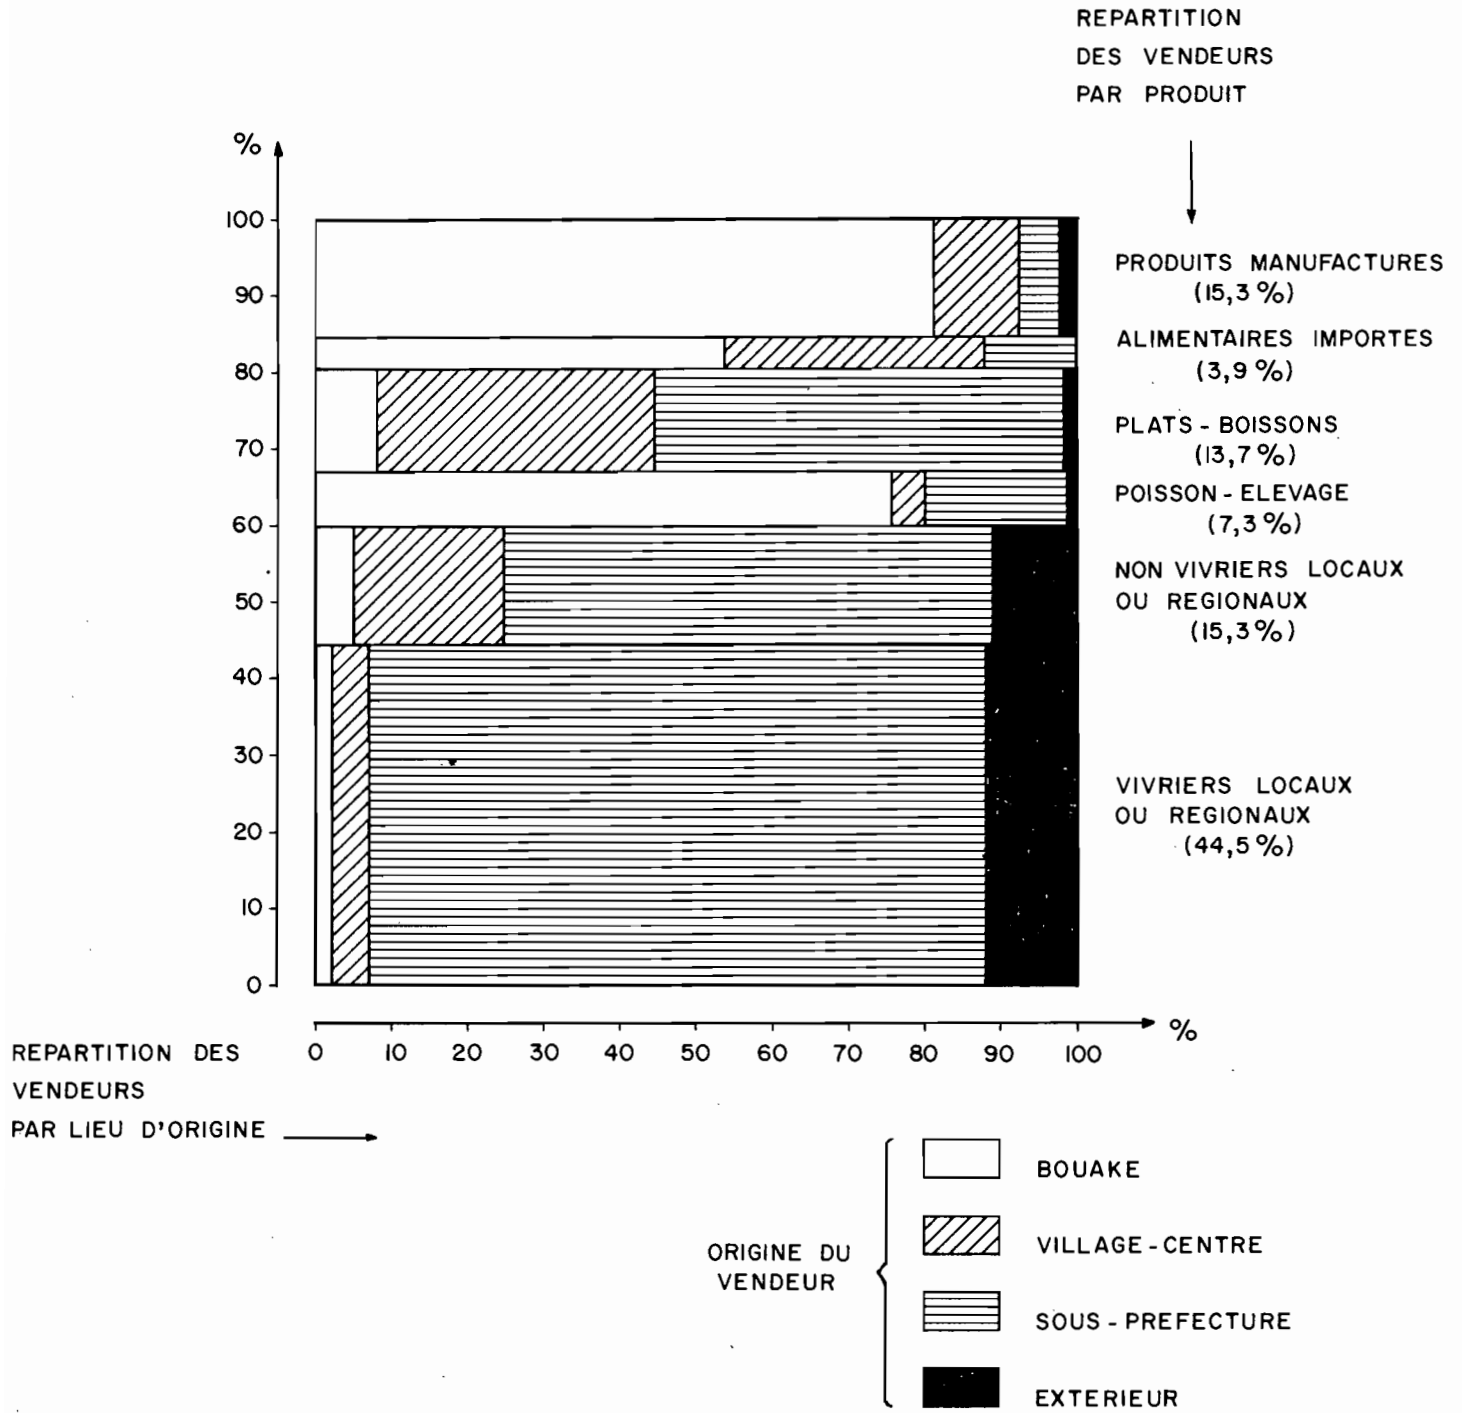 REPARTITION
DES VENDEURS
PAR PRODUIT
%
100
90
80
70
60
50
40
30
20
10
0
PRODUITS MANUFACTURES
(15,3%)
ALIMENTAIRES IMPORTES
(3,9%)
PLATS-BOISSONS
(13,7%)
POISSON-ELEVAGE
(7,3%)
NON VIVRIERS LOCAUX
OU REGIONAUX
(15,3%)
VIVRIERS LOCAUX
OU REGIONAUX
(44,5%)
0 10 20 30 40 50 60 70 80 90 100 %
REPARTITION DES
VENDEURS
PAR LIEU D'ORIGINE
ORIGINE DU
VENDEUR
BOUAKE
VILLAGE-CENTRE
SOUS-PREFECTURE
EXTERIEUR